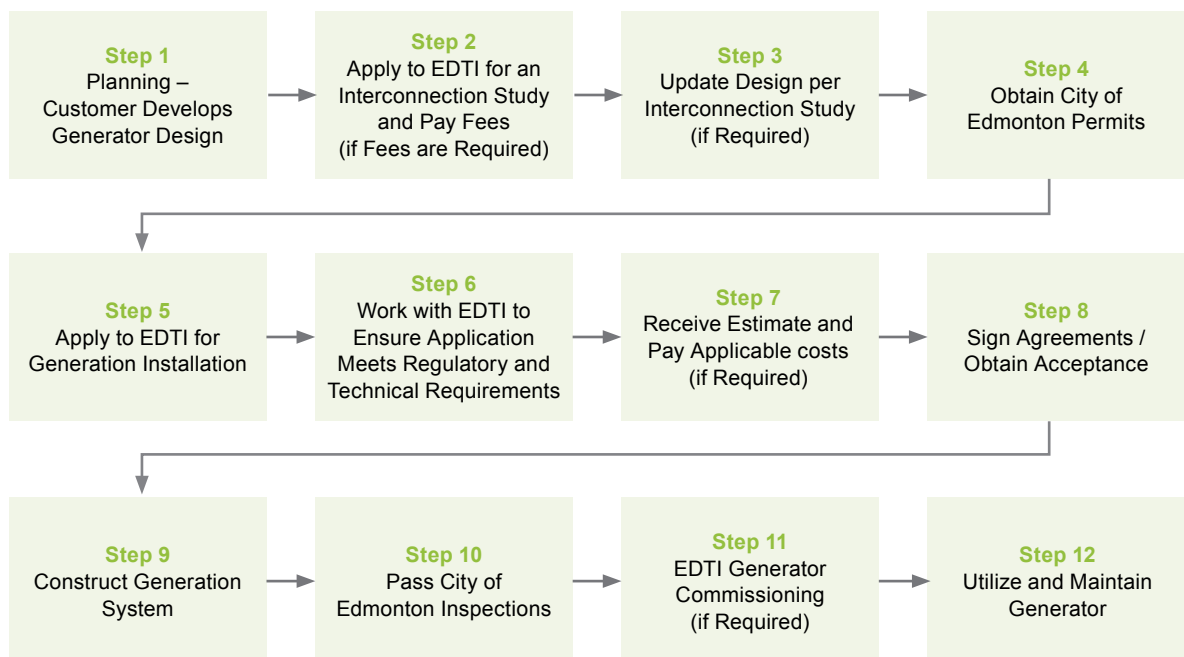 Step 1
Planning –
Customer Develops
Generator Design
Step 2
Apply to EDTI for an
Interconnection Study
and Pay Fees
(if Fees are Required)
Step 3
Update Design per
Interconnection Study
(if Required)
Step 4
Obtain City of
Edmonton Permits
Step 5
Apply to EDTI for
Generation Installation
Step 6
Work with EDTI to
Ensure Application
Meets Regulatory and
Technical Requirements
Step 7
Receive Estimate and
Pay Applicable costs
(if Required)
Step 8
Sign Agreements /
Obtain Acceptance
Step 9
Construct Generation
System
Step 10
Pass City of
Edmonton Inspections
Step 11
EDTI Generator
Commissioning
(if Required)
Step 12
Utilize and Maintain
Generator